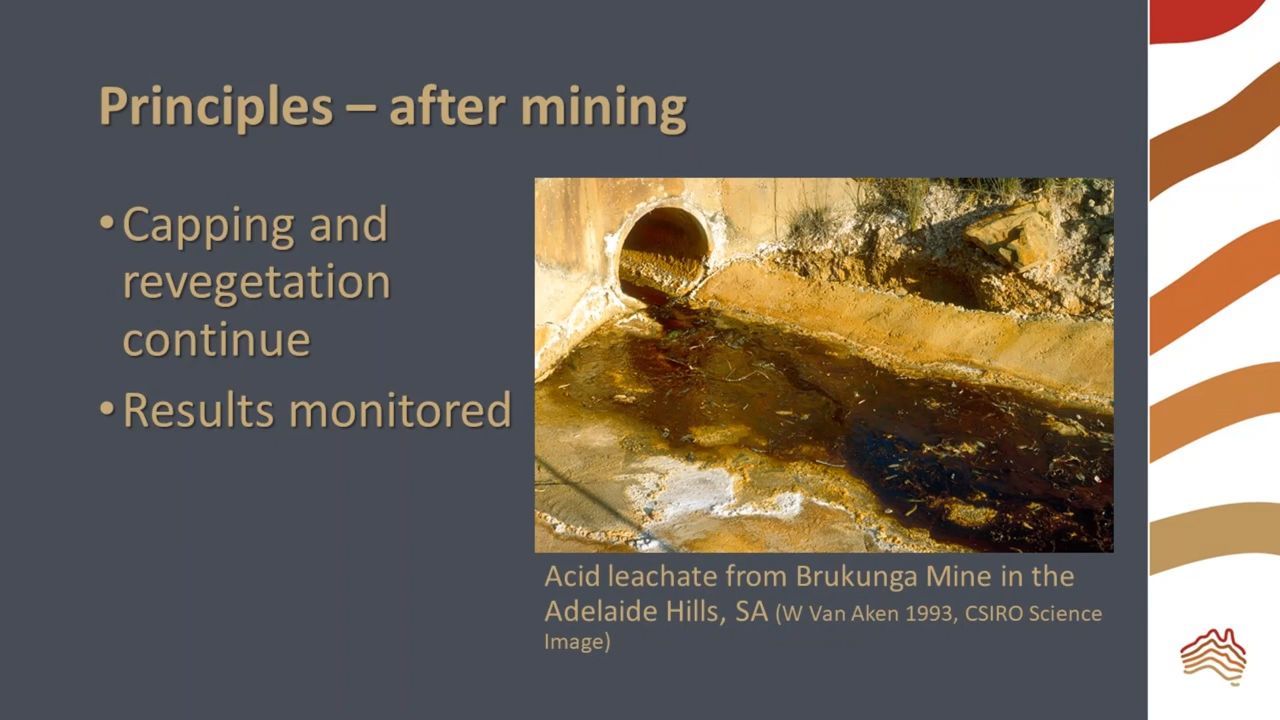 Principles – after mining
•Capping and
revegetation
continue
•Results monitored
Acid leachate from Brukunga Mine in the
Adelaide Hills, SA (W Van Aken 1993, CSIRO Science
Image)